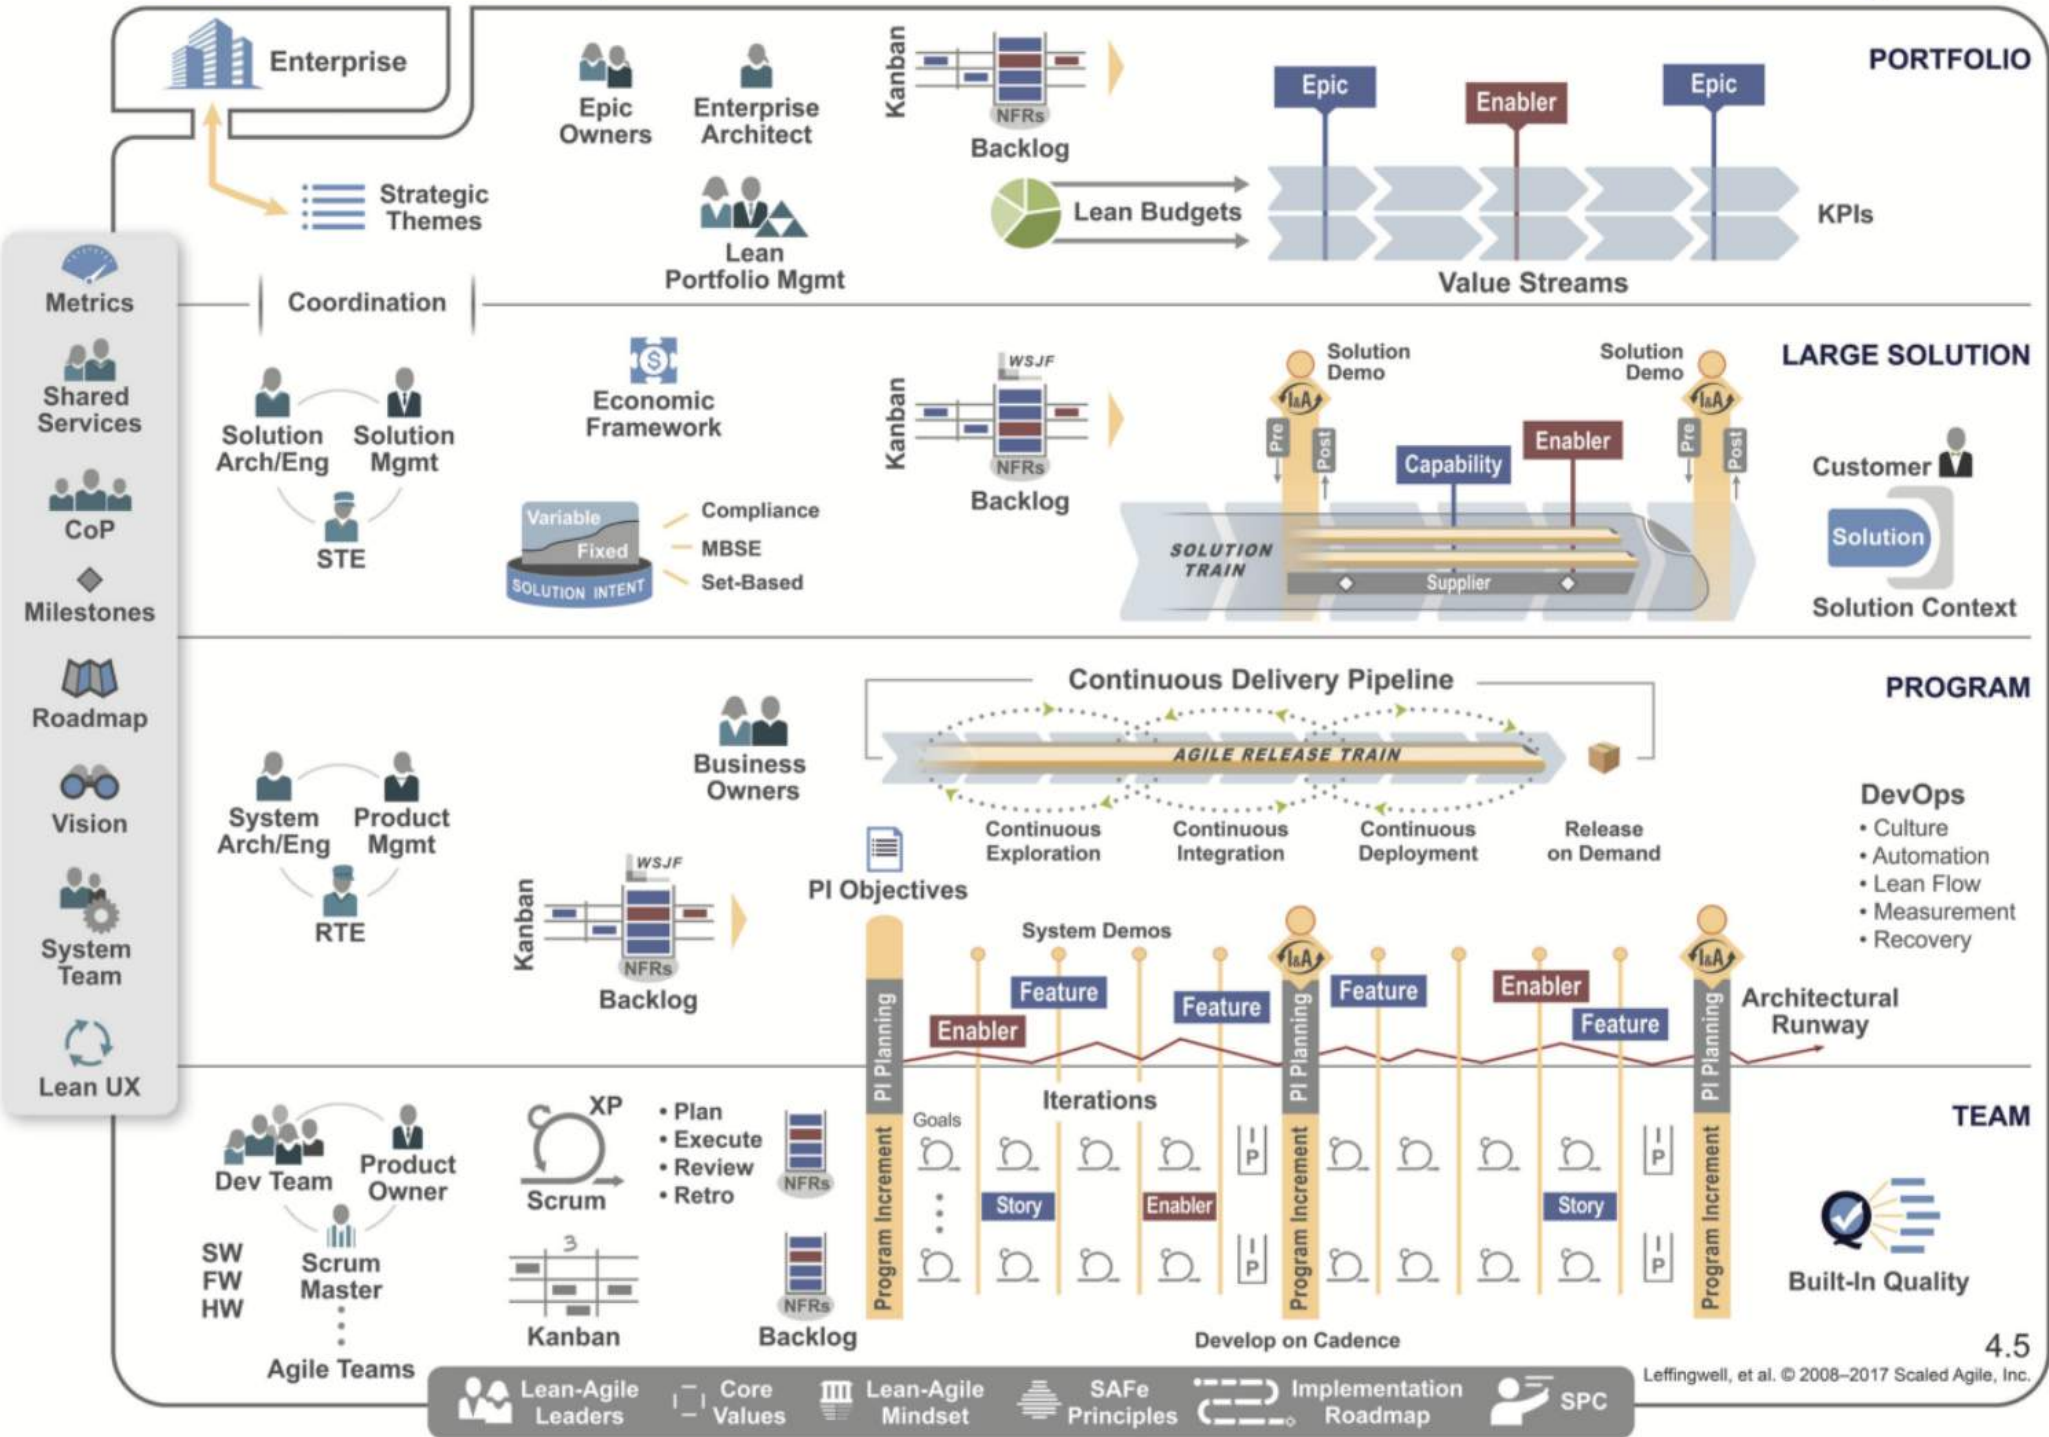 Enterprise
Epic
Owners
Enterprise
Architect
Kanban
NFRs
Backlog
Epic
Enabler
Epic
PORTFOLIO
Strategic
Themes
Lean
Portfolio Mgmt
Lean Budgets
KPIs
Value Streams
Metrics
Shared
Services
CoP
Milestones
Roadmap
Vision
System
Team
Lean UX
Coordination
Solution
Arch/Eng
Solution
Mgmt
STE
Economic
Framework
Variable
Fixed
SOLUTION INTENT
Compliance
MBSE
Set-Based
Kanban
WSJF
NFRs
Backlog
Solution
Demo
I&A
Pre
Post
Capability
Enabler
Solution
Demo
I&A
Pre
Post
SOLUTION
TRAIN
Supplier
LARGE SOLUTION
Customer
Solution
Solution Context
PROGRAM
Continuous Delivery Pipeline
AGILE RELEASE TRAIN
Continuous
Exploration
Continuous
Integration
Continuous
Deployment
Release
on Demand
Business
Owners
System
Arch/Eng
Product
Mgmt
RTE
Kanban
WSJF
NFRs
Backlog
PI Objectives
DevOps
• Culture
• Automation
• Lean Flow
• Measurement
• Recovery
System Demos
I&A
I&A
Feature
Feature
Enabler
Feature
Enabler
Feature
Architectural
Runway
PI Planning
PI Planning
PI Planning
TEAM
Dev Team
Product
Owner
Scrum
Master
SW
FW
HW
Agile Teams
XP
Scrum
• Plan
• Execute
• Review
• Retro
NFRs
3
Kanban
NFRs
Backlog
Goals
Iterations
Program Increment
Program Increment
Program Increment
I
P
I
P
Story
Enabler
Story
I
P
I
P
Develop on Cadence
Built-In Quality
4.5
Leffingwell, et al. © 2008–2017 Scaled Agile, Inc.
Lean-Agile
Leaders
Core
Values
Lean-Agile
Mindset
SAFe
Principles
Implementation
Roadmap
SPC